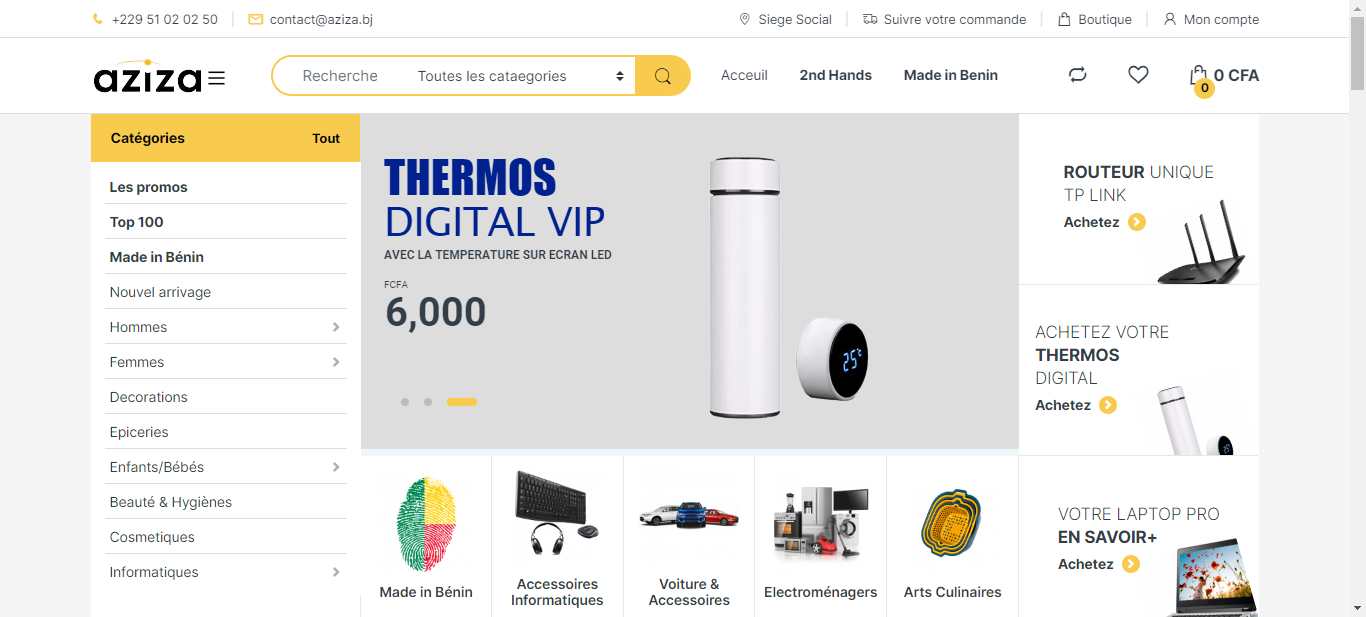 +229 51 02 02 50
contact@aziza.bj
Siege Social
Suivre votre commande
Boutique
Mon compte
aziza
Recherche
Toutes les cataegories
Acceuil
2nd Hands
Made in Benin
0
0 CFA
Catégories
Tout
Les promos
Top 100
Made in Bénin
Nouvel arrivage
Hommes
Femmes
Decorations
Epiceries
Enfants/Bébés
Beauté & Hygiènes
Cosmetiques
Informatiques
THERMOS
DIGITAL VIP
AVEC LA TEMPERATURE SUR ECRAN LED
FCFA
6,000
25°C
ROUTEUR UNIQUE
TP LINK
Achetez
ACHETEZ VOTRE
THERMOS
DIGITAL
Achetez
VOTRE LAPTOP PRO
EN SAVOIR+
Achetez
Made in Bénin
Accessoires
Informatiques
Voiture &
Accessoires
Electroménagers
Arts Culinaires